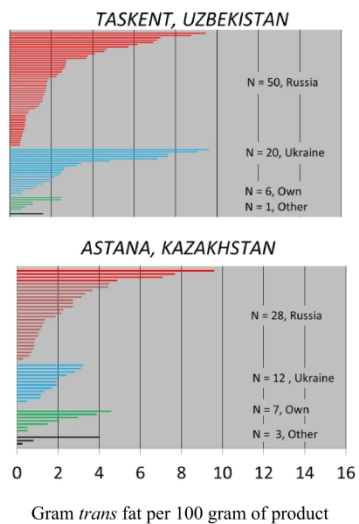 TASKENT, UZBEKISTAN
N = 50, Russia
N = 20, Ukraine
N = 6, Own
N = 1, Other
ASTANA, KAZAKHSTAN
N = 28, Russia
N = 12 , Ukraine
N = 7, Own
N = 3, Other
0 2 4 6 8 10 12 14 16
Gram trans fat per 100 gram of product